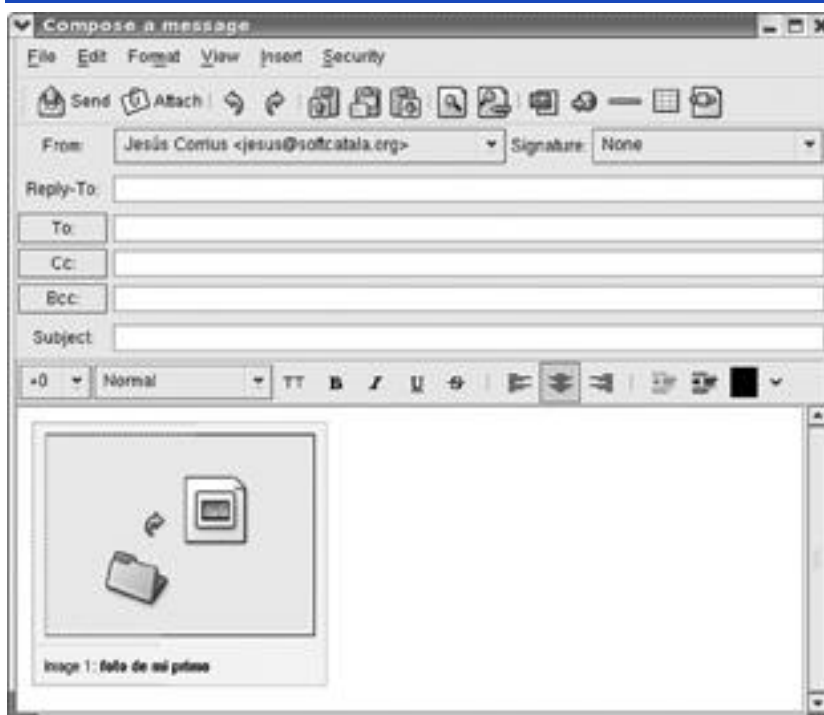 Compose a message
File Edit Format View Insert Security
Send Attach
From: Jesús Corrius <jesus@softcatala.org> Signature: None
Reply-To:
To:
Cc:
Bcc:
Subject:
+0 Normal TT B I U S
Image 1: foto de mi primo